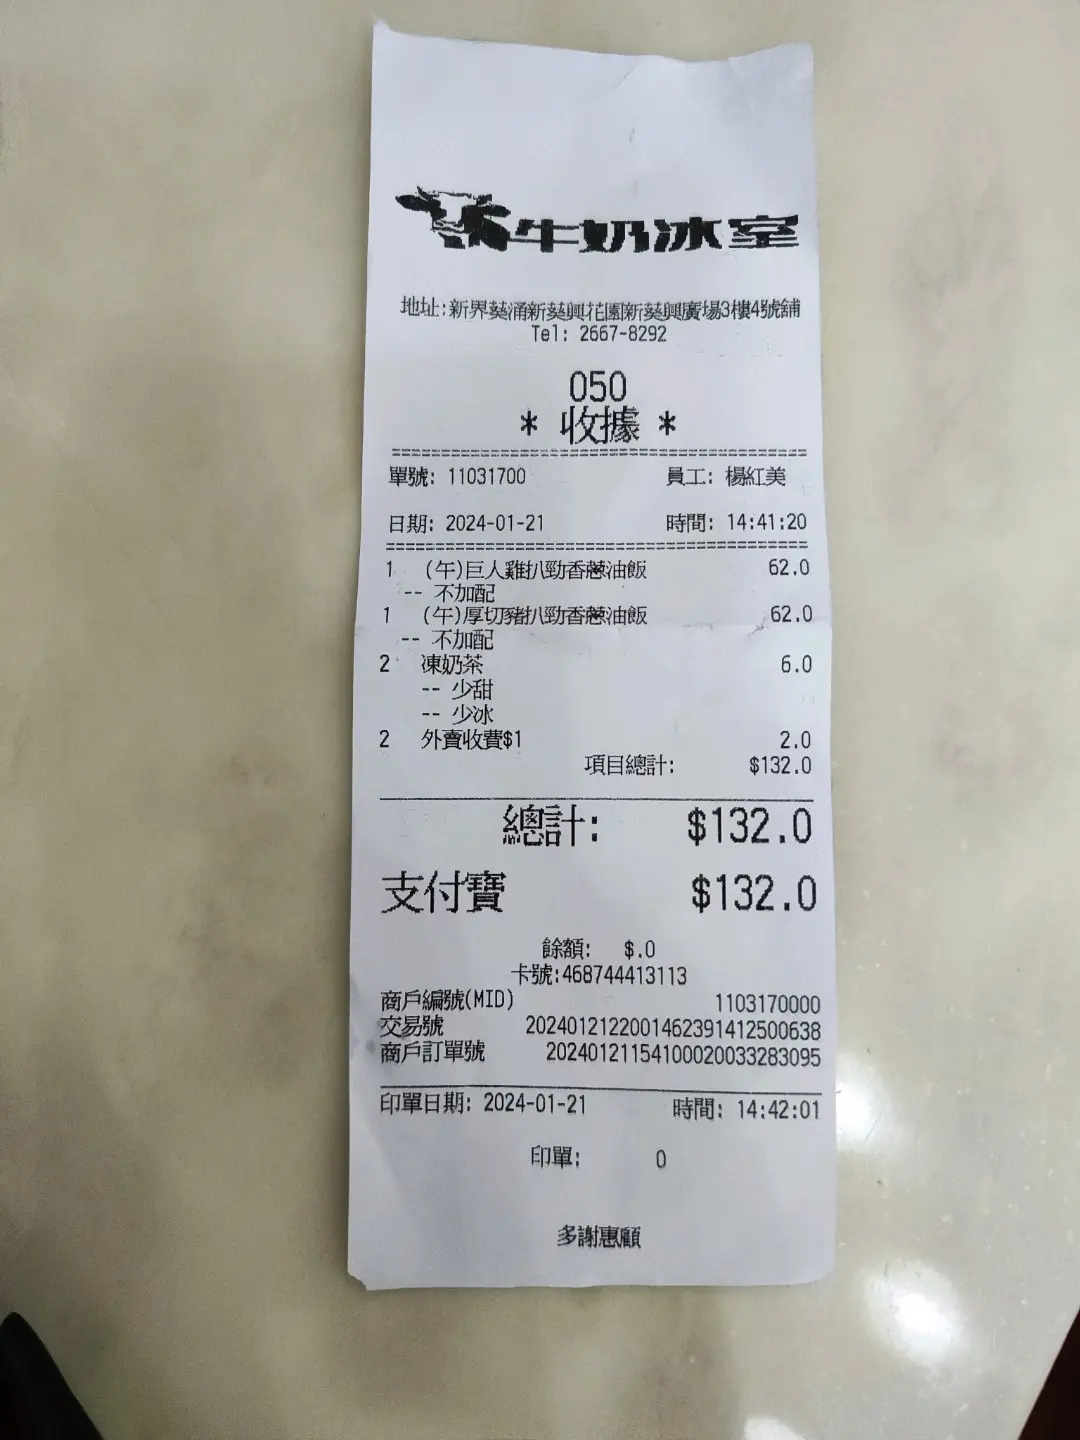 牛奶冰室
地址:新界葵涌新葵興花園新葵興廣場3樓4號舖
Tel: 2667-8292
050
* 收據 *
單號: 11031700 員工: 楊紅美
日期: 2024-01-21 時間: 14:41:20
1 (午)巨人雞扒勁香蔥油飯 62.0
-- 不加配
1 (午)厚切豬扒勁香蔥油飯 62.0
-- 不加配
2 凍奶茶 6.0
-- 少甜
-- 少冰
2 外賣收費$1 2.0
項目總計: $132.0
總計: $132.0
支付寶 $132.0
餘額: $.0
卡號:468744413113
商戶編號(MID) 1103170000
交易號 2024012122001462391412500638
商戶訂單號 20240121154100020033283095
印單日期: 2024-01-21 時間: 14:42:01
印單: 0
多謝惠顧